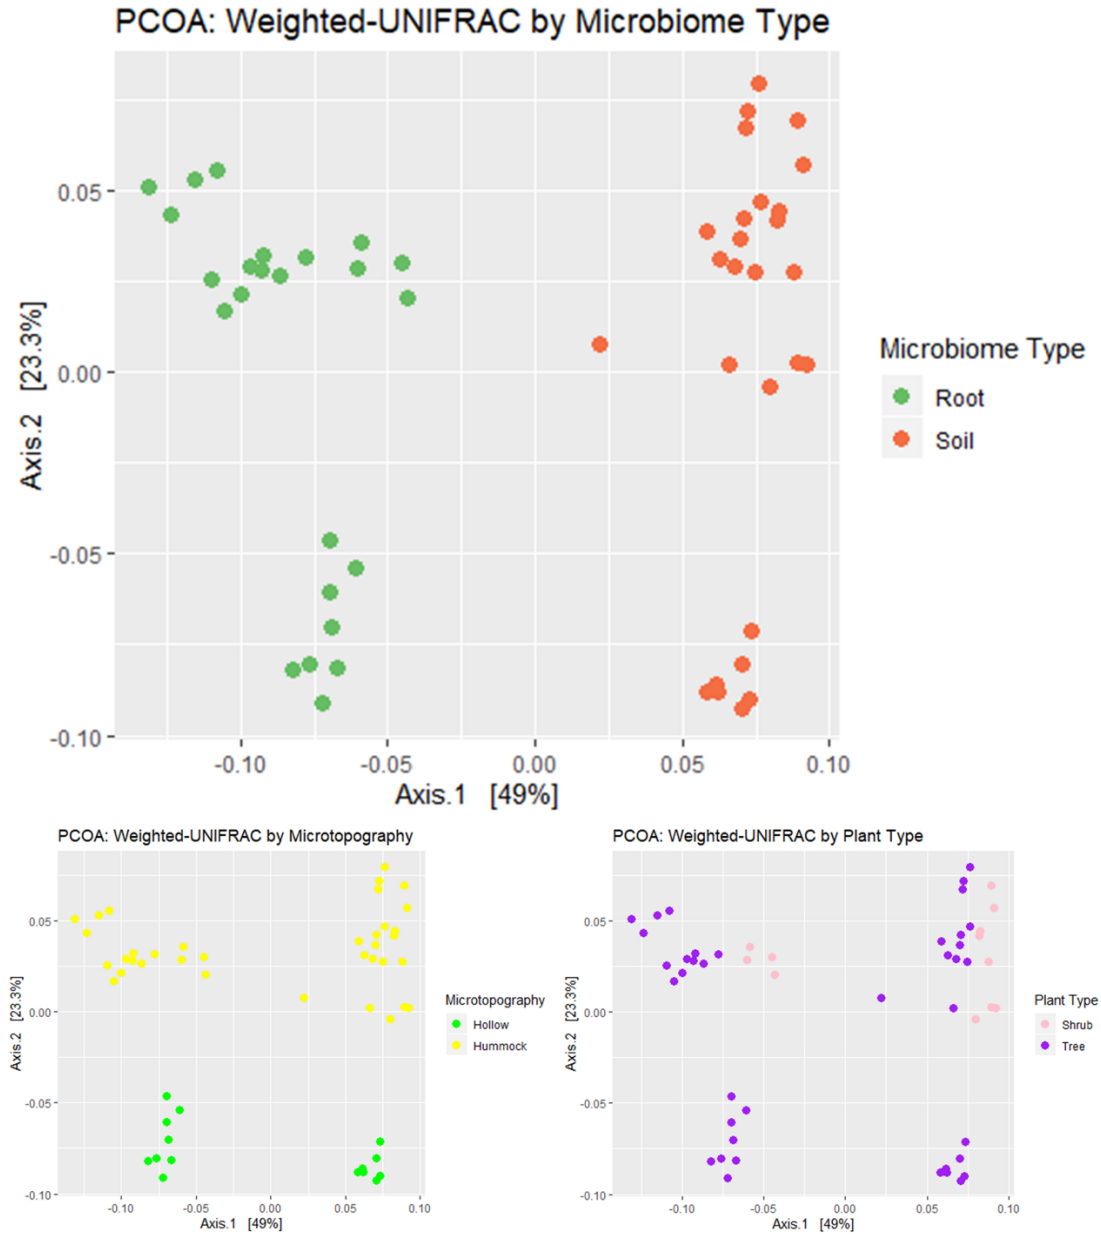 PCOA: Weighted-UNIFRAC by Microbiome Type
0.05
0.00
-0.05
-0.10
Axis.2 [23.3%]
-0.10 -0.05 0.00 0.05 0.10
Axis.1 [49%]
Microbiome Type
Root
Soil
PCOA: Weighted-UNIFRAC by Microtopography
0.05
0.00
-0.05
-0.10
Axis.2 [23.3%]
-0.10 -0.05 0.00 0.05 0.10
Axis.1 [49%]
Microtopography
Hollow
Hummock
PCOA: Weighted-UNIFRAC by Plant Type
0.05
0.00
-0.05
-0.10
Axis.2 [23.3%]
-0.10 -0.05 0.00 0.05 0.10
Axis.1 [49%]
Plant Type
Shrub
Tree